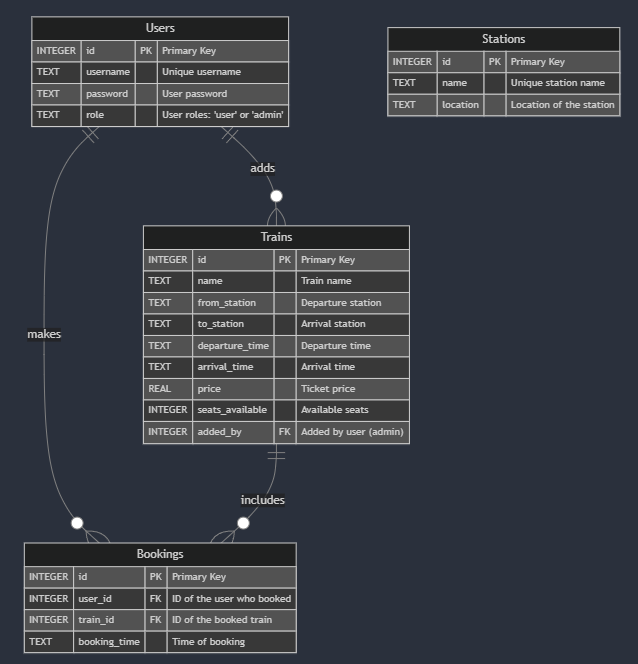 Users
INTEGER id PK Primary Key
TEXT username Unique username
TEXT password User password
TEXT role User roles: 'user' or 'admin'
Stations
INTEGER id PK Primary Key
TEXT name Unique station name
TEXT location Location of the station
adds
Trains
INTEGER id PK Primary Key
TEXT name Train name
TEXT from_station Departure station
TEXT to_station Arrival station
TEXT departure_time Departure time
TEXT arrival_time Arrival time
REAL price Ticket price
INTEGER seats_available Available seats
INTEGER added_by FK Added by user (admin)
makes
includes
Bookings
INTEGER id PK Primary Key
INTEGER user_id FK ID of the user who booked
INTEGER train_id FK ID of the booked train
TEXT booking_time Time of booking